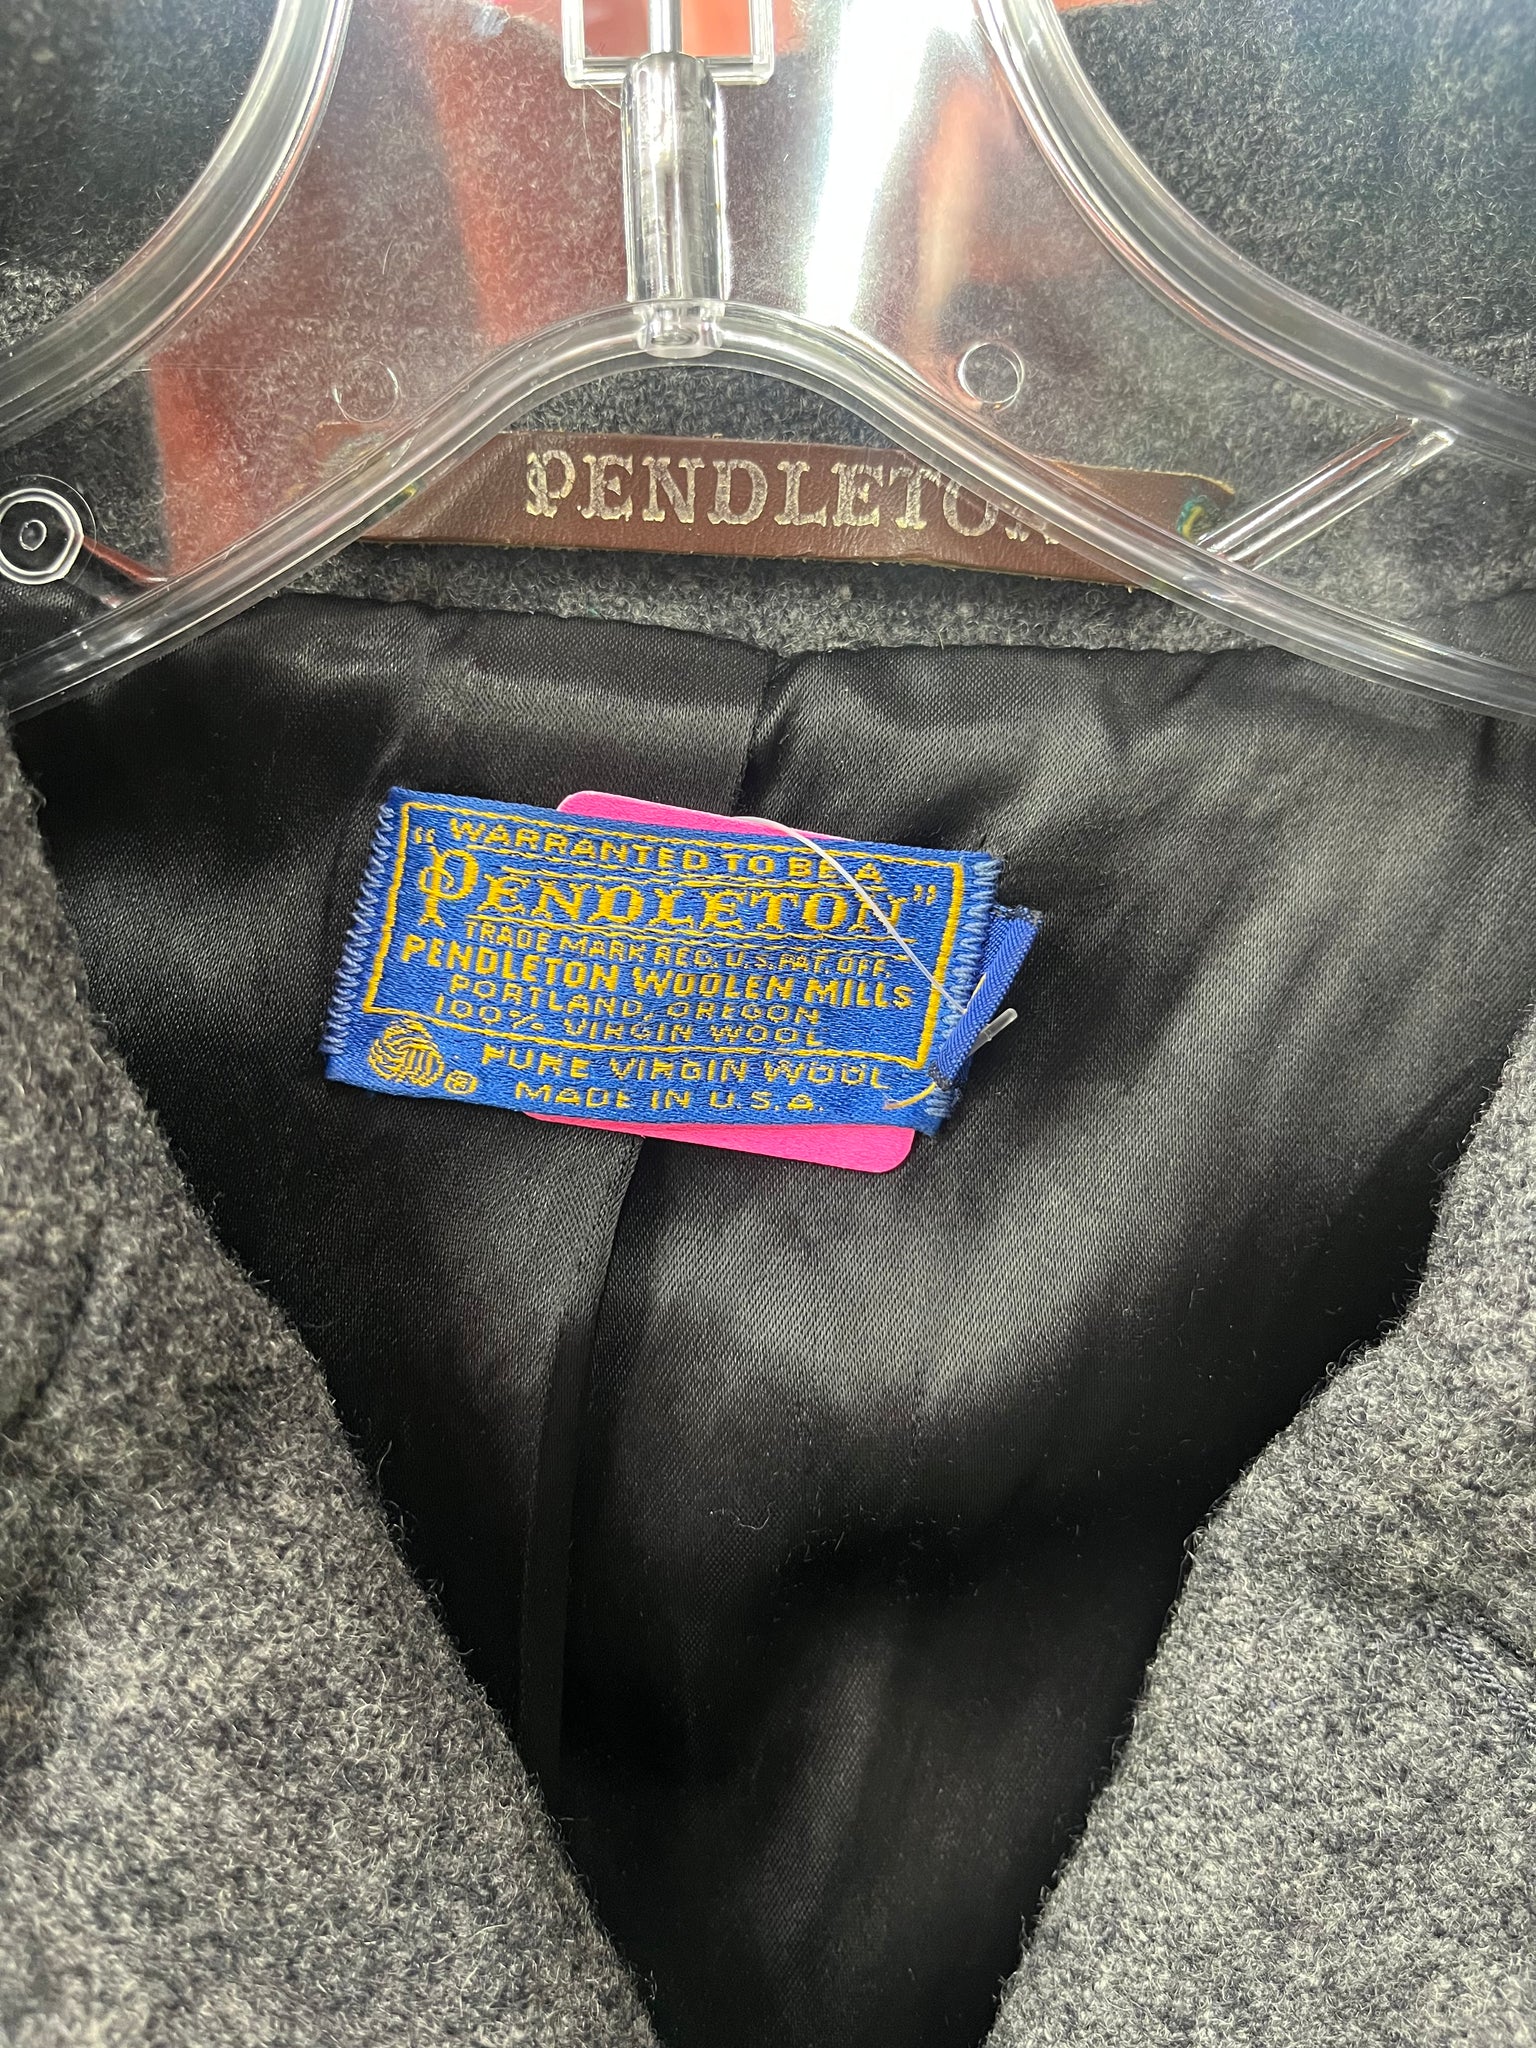 PENDLETON
WARRANTED TO BE A
"PENDLETON"
TRADE MARK REG. U.S. PAT. OFF.
PENDLETON WOOLEN MILLS
PORTLAND, OREGON
100% VIRGIN WOOL
PURE VIRGIN WOOL
MADE IN U.S.A.